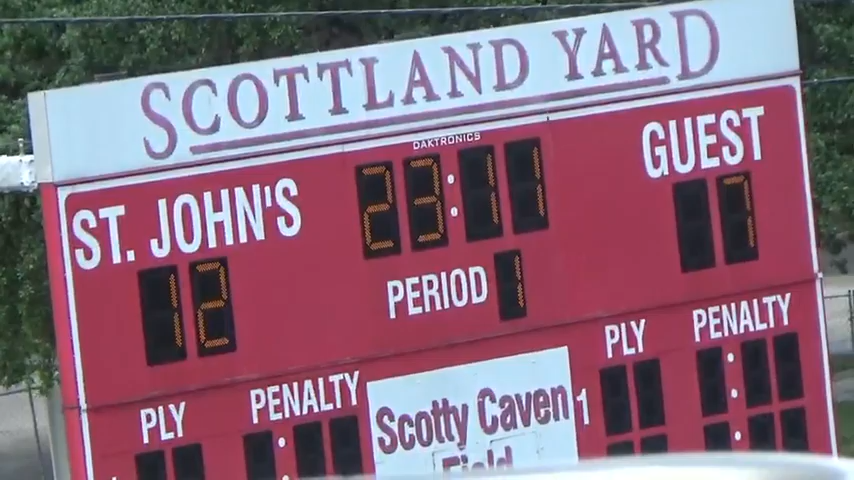 SCOTTLAND YARD
DAKTRONICS
ST. JOHN'S 23:11 GUEST
12 PERIOD 1 7
PLY PENALTY PLY PENALTY
Scotty Caven 1
Field